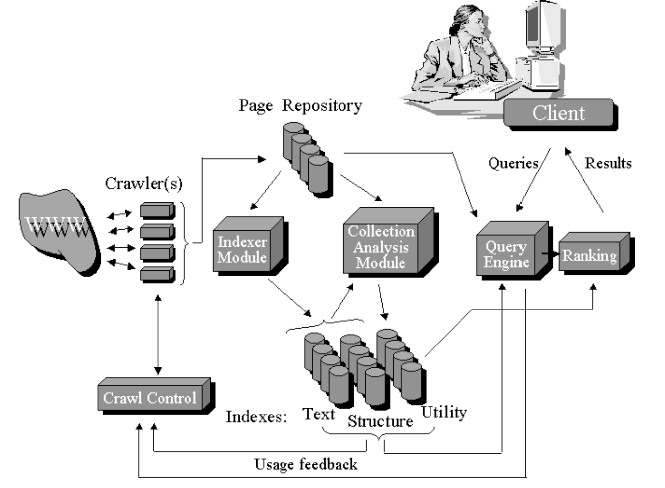 Client
Page Repository
Queries
Results
Crawler(s)
WWW
Indexer
Module
Collection
Analysis
Module
Query
Engine
Ranking
Crawl Control
Indexes:
Text
Structure
Utility
Usage feedback